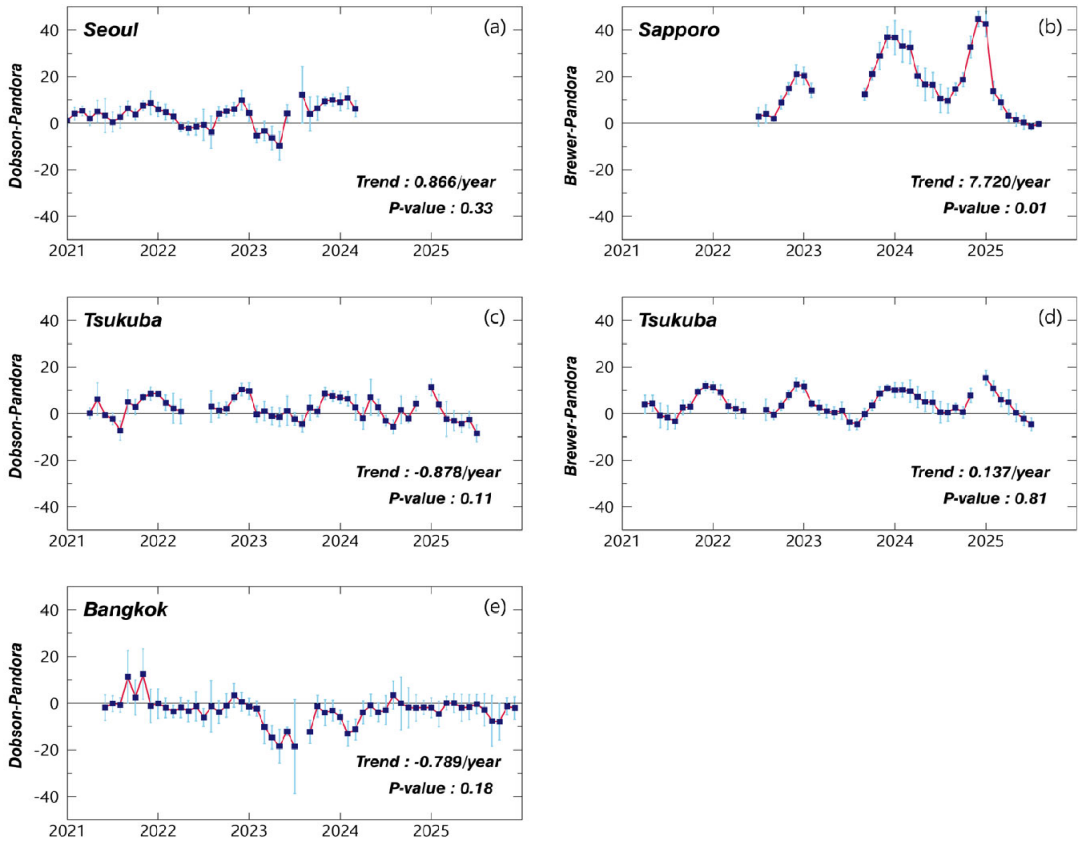 Seoul (a)
Dobson-Pandora
40
20
0
-20
-40
Trend : 0.866/year
P-value : 0.33
2021 2022 2023 2024 2025
Sapporo (b)
Brewer-Pandora
40
20
0
-20
-40
Trend : 7.720/year
P-value : 0.01
2021 2022 2023 2024 2025
Tsukuba (c)
Dobson-Pandora
40
20
0
-20
-40
Trend : -0.878/year
P-value : 0.11
2021 2022 2023 2024 2025
Tsukuba (d)
Brewer-Pandora
40
20
0
-20
-40
Trend : 0.137/year
P-value : 0.81
2021 2022 2023 2024 2025
Bangkok (e)
Dobson-Pandora
40
20
0
-20
-40
Trend : -0.789/year
P-value : 0.18
2021 2022 2023 2024 2025